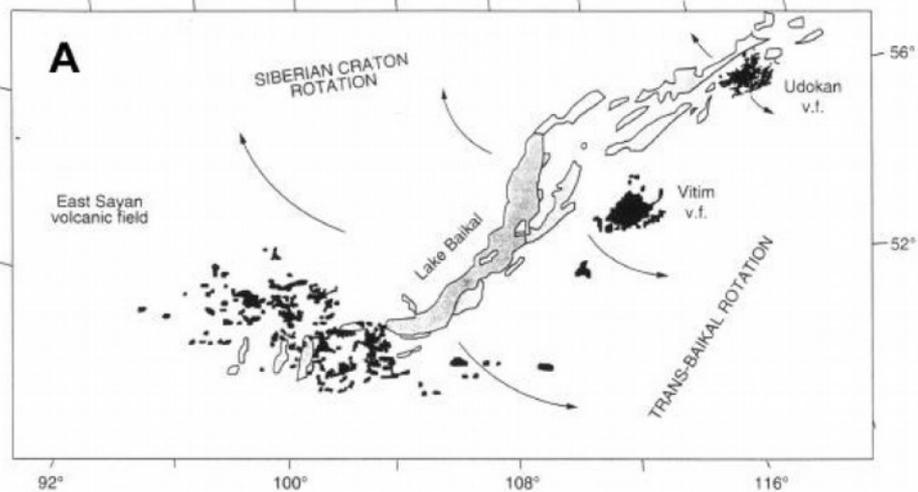 A
SIBERIAN CRATON
ROTATION
East Sayan
volcanic field
Lake Baikal
Udokan
v.f.
Vitim
v.f.
TRANS-BAIKAL ROTATION
56°
52°
92°
100°
108°
116°